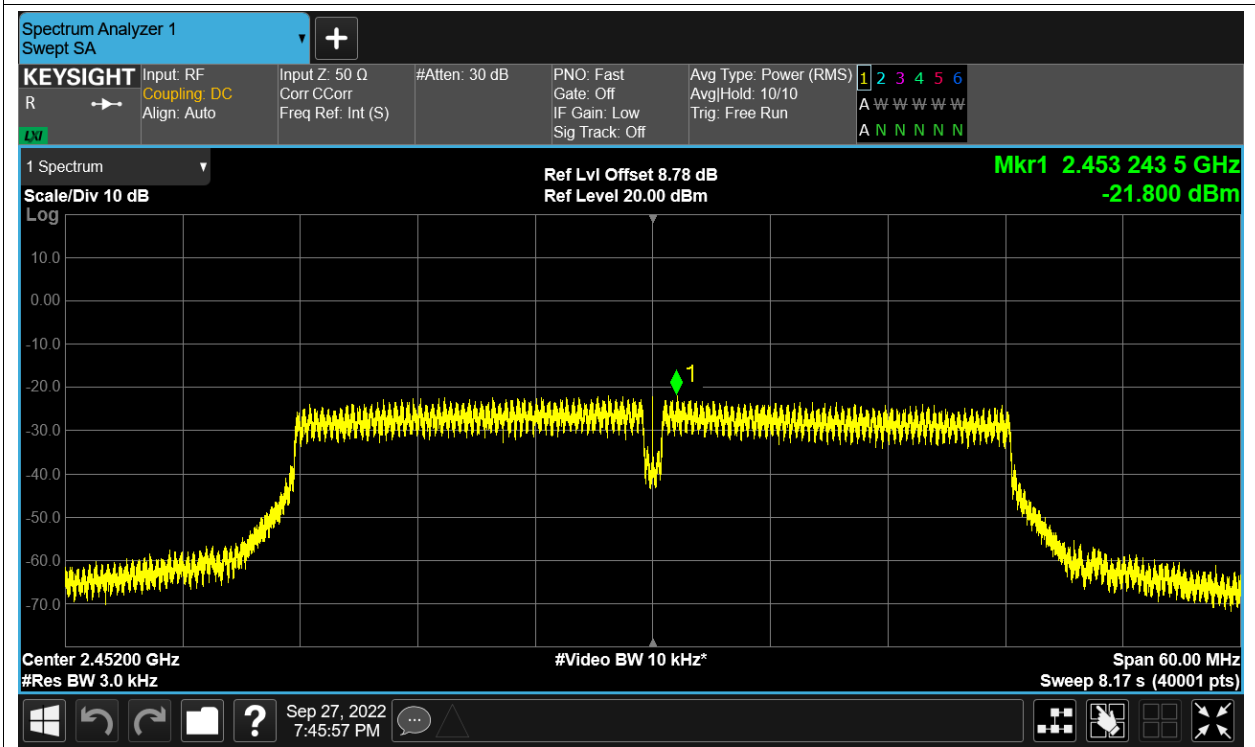 Spectrum Analyzer 1
Swept SA
KEYSIGHT
R
LXI
Input: RF
Coupling: DC
Align: Auto
Input Z: 50 Ω
Corr CCorr
Freq Ref: Int (S)
#Atten: 30 dB
PNO: Fast
Gate: Off
IF Gain: Low
Sig Track: Off
Avg Type: Power (RMS)
Avg|Hold: 10/10
Trig: Free Run
1 2 3 4 5 6
A W W W W W
A N N N N N
1 Spectrum
Scale/Div 10 dB
Log
Ref Lvl Offset 8.78 dB
Ref Level 20.00 dBm
Mkr1 2.453 243 5 GHz
-21.800 dBm
10.0
0.00
-10.0
-20.0
-30.0
-40.0
-50.0
-60.0
-70.0
1
Center 2.45200 GHz
#Res BW 3.0 kHz
#Video BW 10 kHz*
Span 60.00 MHz
Sweep 8.17 s (40001 pts)
?
Sep 27, 2022
7:45:57 PM